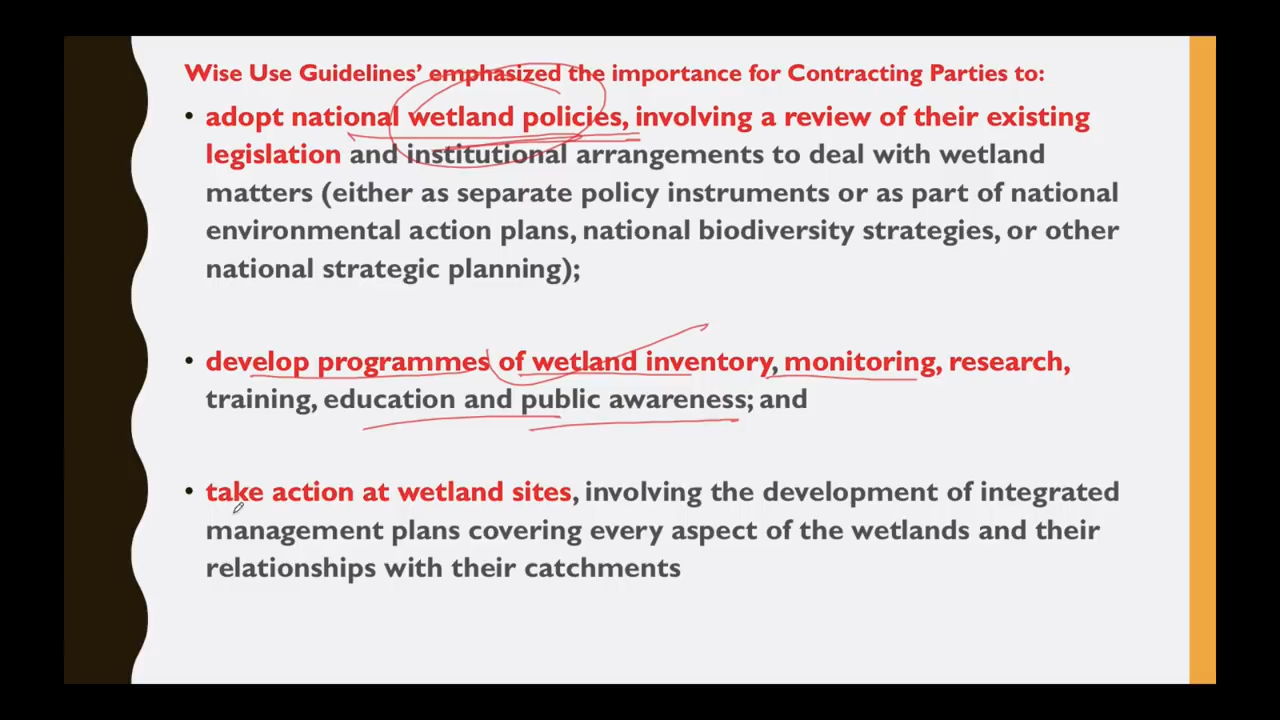 Wise Use Guidelines’ emphasized the importance for Contracting Parties to:
• adopt national wetland policies, involving a review of their existing
legislation and institutional arrangements to deal with wetland
matters (either as separate policy instruments or as part of national
environmental action plans, national biodiversity strategies, or other
national strategic planning);
• develop programmes of wetland inventory, monitoring, research,
training, education and public awareness; and
• take action at wetland sites, involving the development of integrated
management plans covering every aspect of the wetlands and their
relationships with their catchments